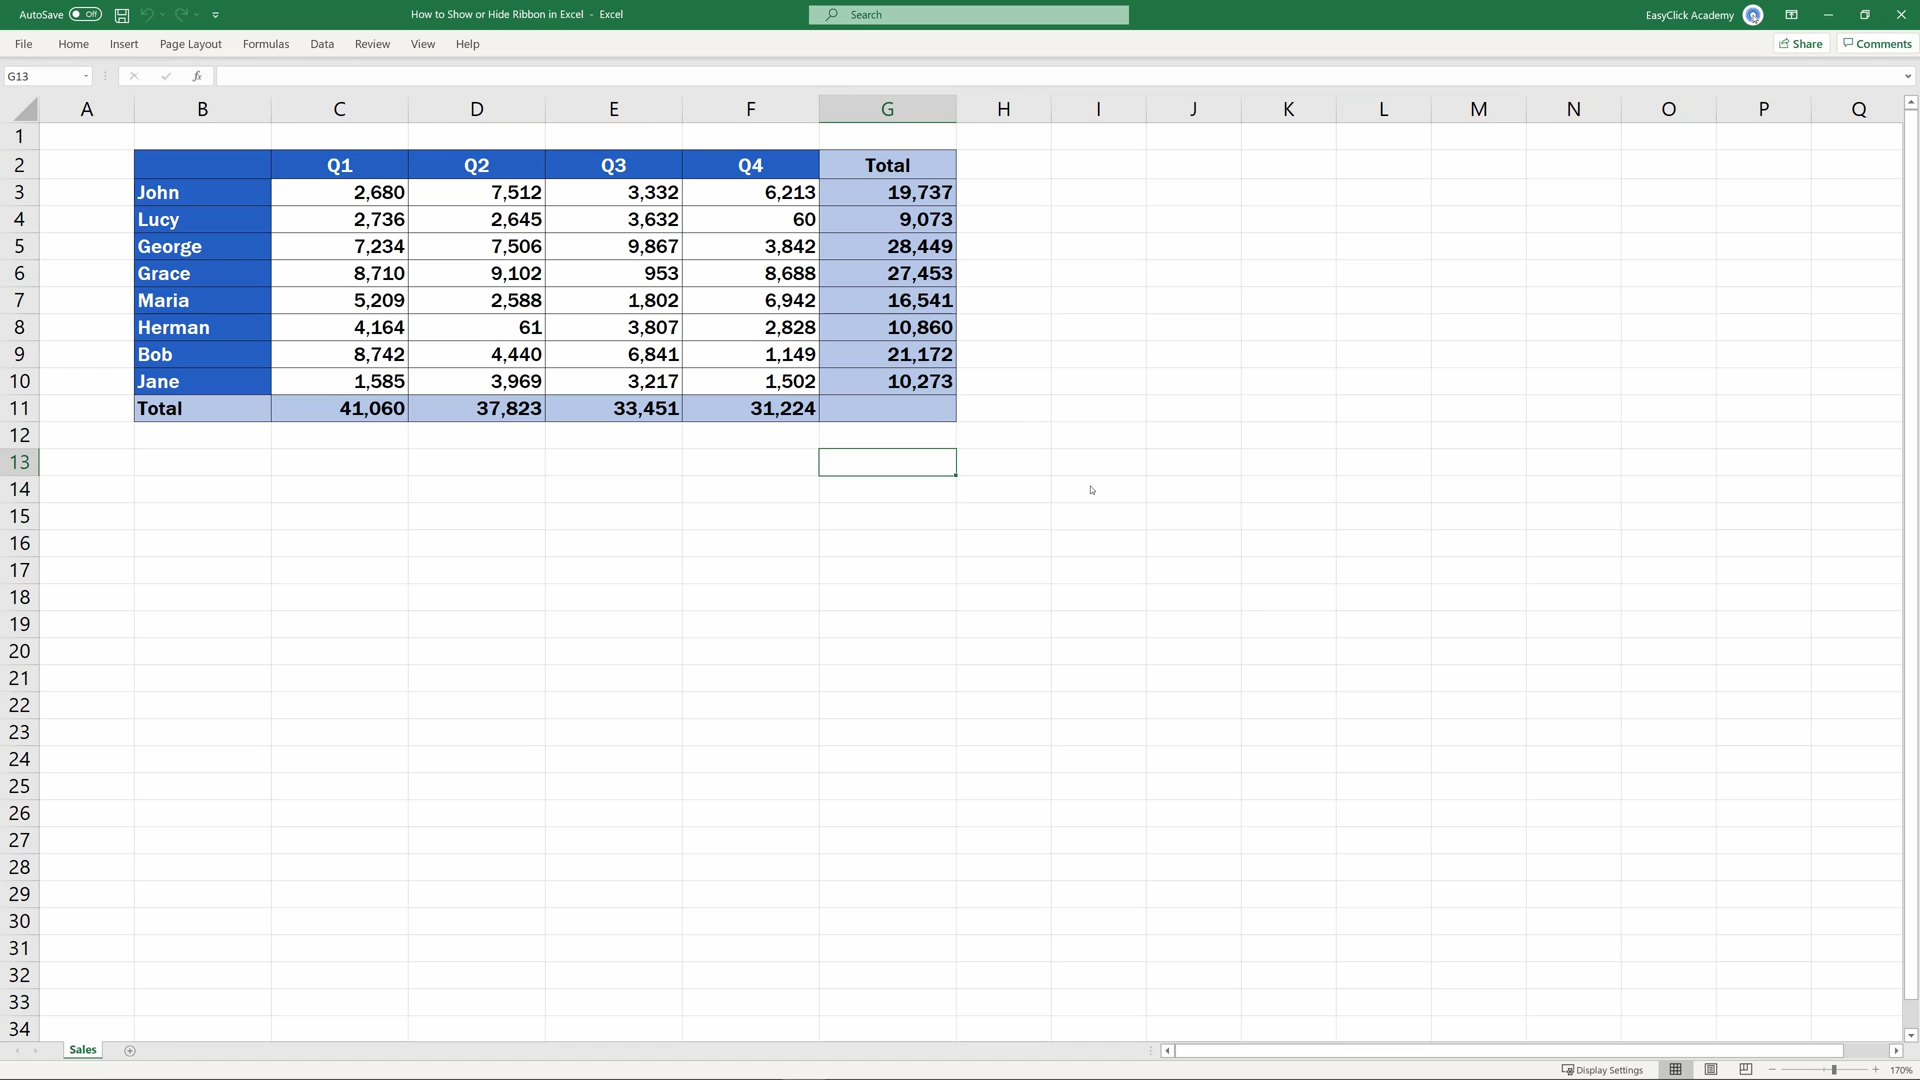 AutoSave Off How to Show or Hide Ribbon in Excel - Excel Search EasyClick Academy
File Home Insert Page Layout Formulas Data Review View Help Share Comments
G13 fx
A B C D E F G H I J K L M N O P Q
1
2 Q1 Q2 Q3 Q4 Total
3 John 2,680 7,512 3,332 6,213 19,737
4 Lucy 2,736 2,645 3,632 60 9,073
5 George 7,234 7,506 9,867 3,842 28,449
6 Grace 8,710 9,102 953 8,688 27,453
7 Maria 5,209 2,588 1,802 6,942 16,541
8 Herman 4,164 61 3,807 2,828 10,860
9 Bob 8,742 4,440 6,841 1,149 21,172
10 Jane 1,585 3,969 3,217 1,502 10,273
11 Total 41,060 37,823 33,451 31,224
12
13
14
15
16
17
18
19
20
21
22
23
24
25
26
27
28
29
30
31
32
33
34
Sales
Display Settings 170%